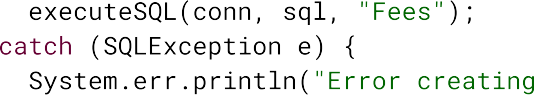 executeSQL(conn, sql, "Fees");
catch (SQLException e) {
System.err.println("Error creating